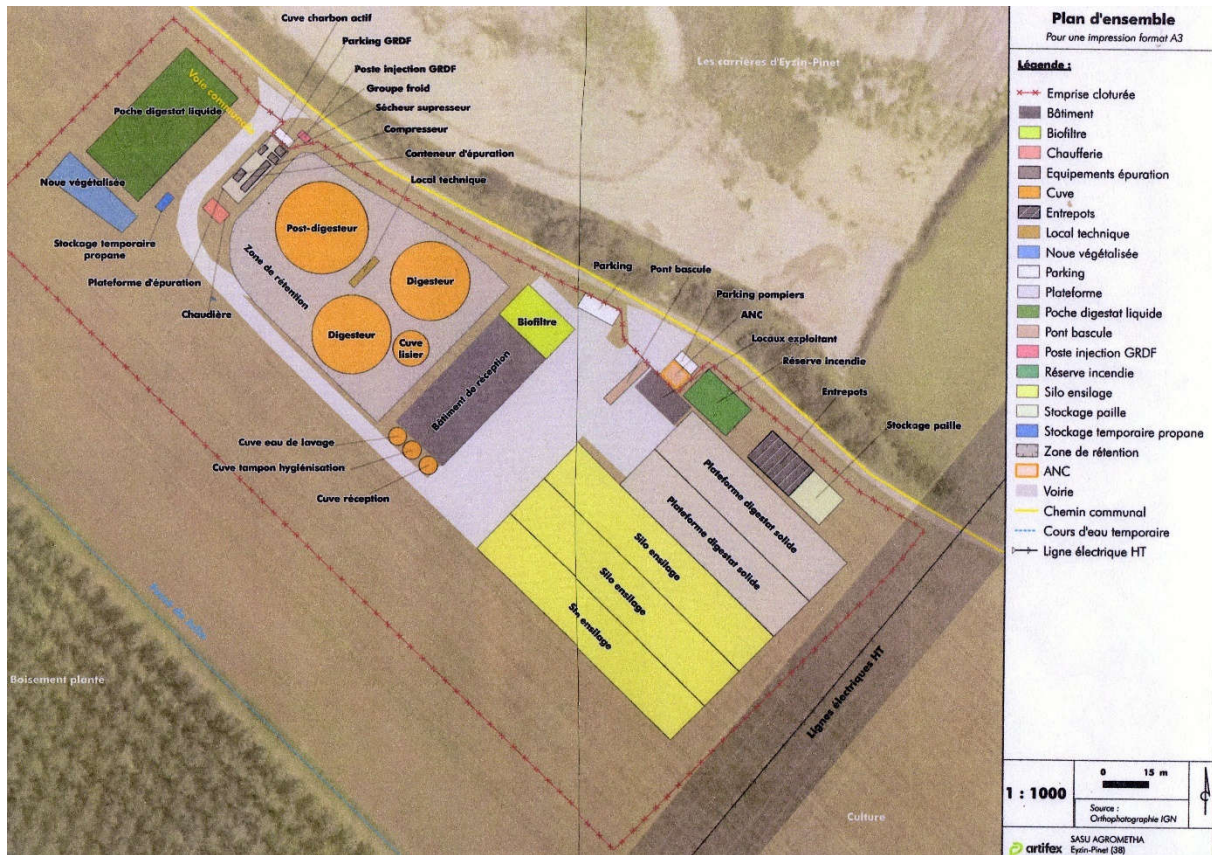 Cuve charbon actif
Parking GRDF
Poste injection GRDF
Groupe froid
Sécheur supresseur
Compresseur
Conteneur d'épuration
Local technique
Les carrières d'Eyzin-Pinet
Voie communale
Poche digestat liquide
Noue végétalisée
Stockage temporaire
propane
Plateforme d'épuration
Chaudière
Zone de rétention
Post-digesteur
Digesteur
Digesteur
Cuve
lisier
Biofiltre
Bâtiment de réception
Cuve eau de lavage
Cuve tampon hygiénisation
Cuve réception
Parking
Pont bascule
Parking pompiers
ANC
Locaux exploitant
Réserve incendie
Entrepots
Stockage paille
Plateforme digestat solide
Plateforme digestat solide
Silo ensilage
Silo ensilage
Silo ensilage
Lignes électriques HT
Boisement planté
Culture
Plan d'ensemble
Pour une impression format A3
Légende :
Emprise cloturée
Bâtiment
Biofiltre
Chaufferie
Equipements épuration
Cuve
Entrepots
Local technique
Noue végétalisée
Parking
Plateforme
Poche digestat liquide
Pont bascule
Poste injection GRDF
Réserve incendie
Silo ensilage
Stockage paille
Stockage temporaire propane
Zone de rétention
ANC
Voirie
Chemin communal
Cours d'eau temporaire
Ligne électrique HT
1 : 1000
0 15 m
Source :
Orthophotographie IGN
artifex
SASU AGROMETHA
Eyzin-Pinet (38)